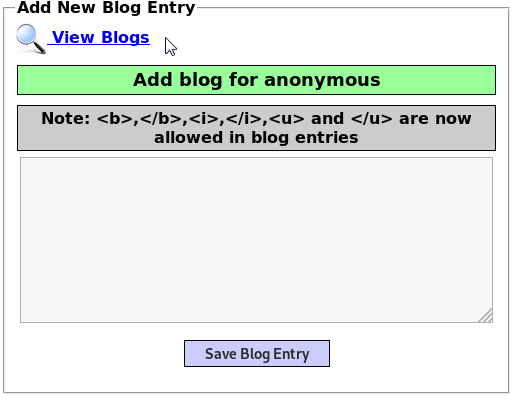 Add New Blog Entry
View Blogs
Add blog for anonymous
Note: <b>,</b>,<i>,</i>,<u> and </u> are now
allowed in blog entries
Save Blog Entry